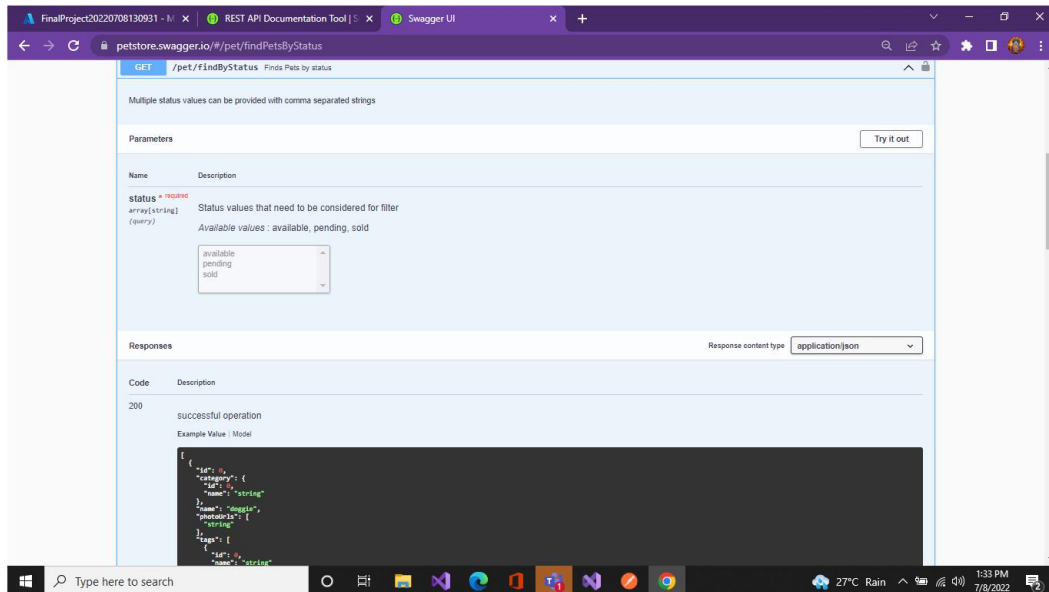 FinalProject20220708130931 - M
REST API Documentation Tool | S
Swagger UI
petstore.swagger.io/#/pet/findPetsByStatus
GET /pet/findByStatus Finds Pets by status
Multiple status values can be provided with comma separated strings
Parameters
Try it out
Name Description
status * required
array[string]
(query)
Status values that need to be considered for filter
Available values : available, pending, sold
available
pending
sold
Responses
Response content type application/json
Code Description
200
successful operation
Example Value | Model
[
{
"id": 0,
"category": {
"id": 0,
"name": "string"
},
"name": "doggie",
"photoUrls": [
"string"
],
"tags": [
{
"id": 0,
"name": "string"
Type here to search
27°C Rain
1:33 PM
7/8/2022
2